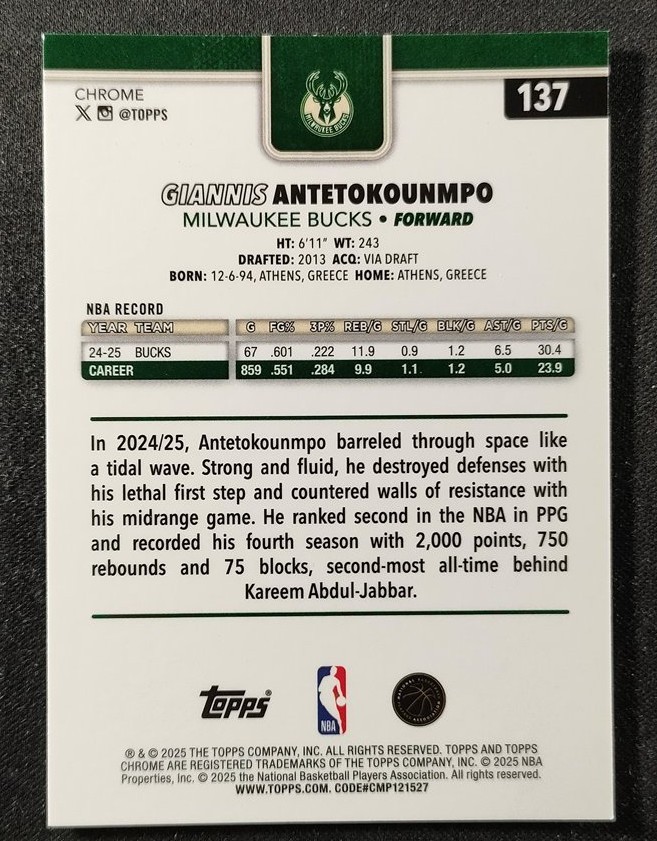 CHROME
137
X @TOPPS
MILWAUKEE BUCKS
GIANNIS ANTETOKOUNMPO
MILWAUKEE BUCKS • FORWARD
HT: 6'11" WT: 243
DRAFTED: 2013 ACQ: VIA DRAFT
BORN: 12-6-94, ATHENS, GREECE HOME: ATHENS, GREECE
NBA RECORD
YEAR TEAM G FG% 3P% REB/G STL/G BLK/G AST/G PTS/G
24-25 BUCKS 67 .601 .222 11.9 0.9 1.2 6.5 30.4
CAREER 859 .551 .284 9.9 1.1 1.2 5.0 23.9
In 2024/25, Antetokounmpo barreled through space like
a tidal wave. Strong and fluid, he destroyed defenses with
his lethal first step and countered walls of resistance with
his midrange game. He ranked second in the NBA in PPG
and recorded his fourth season with 2,000 points, 750
rebounds and 75 blocks, second-most all-time behind
Kareem Abdul-Jabbar.
topps®
NBA
NATIONAL BASKETBALL PLAYERS ASSOCIATION
® & © 2025 THE TOPPS COMPANY, INC. ALL RIGHTS RESERVED. TOPPS AND TOPPS
CHROME ARE REGISTERED TRADEMARKS OF THE TOPPS COMPANY, INC. © 2025 NBA
Properties, Inc. © 2025 the National Basketball Players Association. All rights reserved.
WWW.TOPPS.COM. CODE#CMP121527